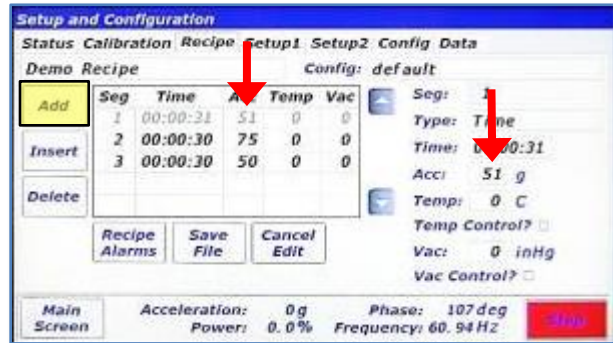 Setup and Configuration
Status Calibration Recipe Setup1 Setup2 Config Data
Demo Recipe Config: default
Add
Insert
Delete
Seg Time Temp Vac
1 00:00:31 51 0 0
2 00:00:30 75 0 0
3 00:00:30 50 0 0
Recipe Alarms
Save File
Cancel Edit
Seg:
Type: Time
Time: :31
Acc: 51 g
Temp: 0 C
Temp Control?
Vac: 0 inHg
Vac Control?
Main Screen
Acceleration: 0 g Phase: 107 deg
Power: 0.0% Frequency: 60.94 HZ
Stop